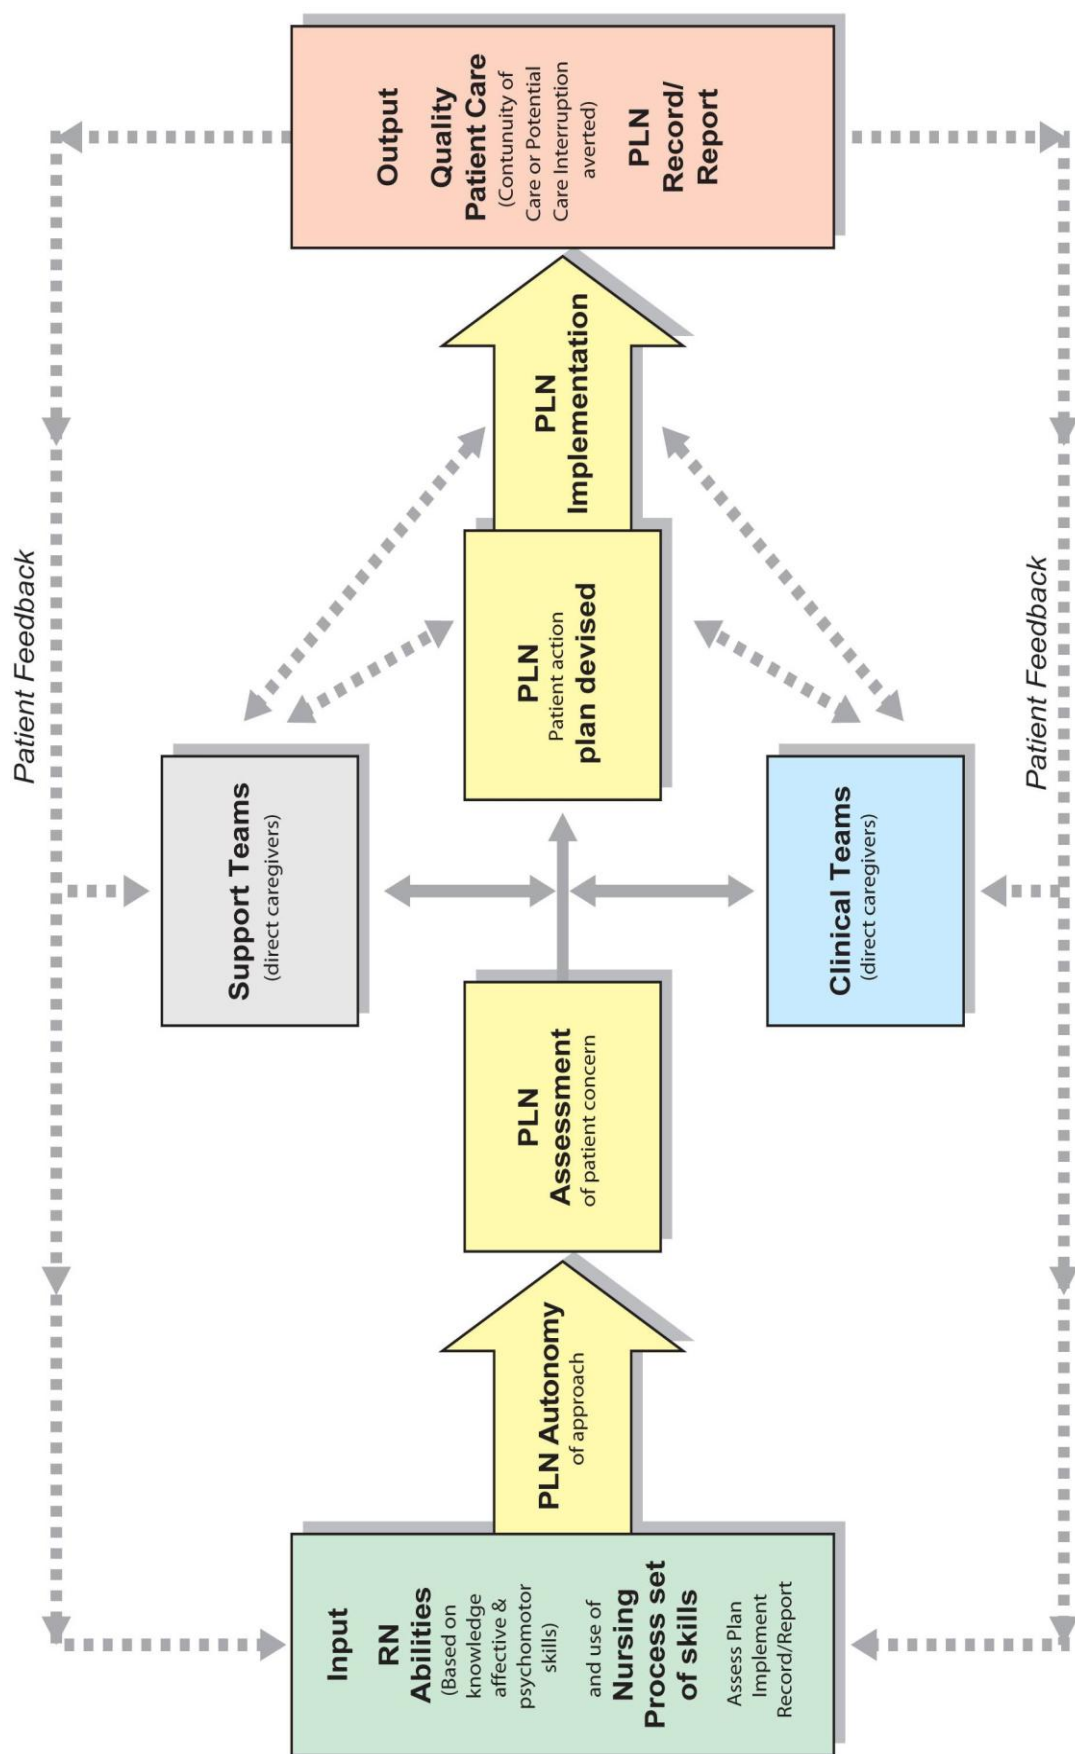 Patient Feedback
Input
RN
Abilities
(Based on
knowledge
affective &
psychomotor
skills)
and use of
Nursing
Process set
of skills
Assess Plan
Implement
Record/Report
PLN Autonomy
of approach
PLN
Assessment
of patient concern
Support Teams
(direct caregivers)
Clinical Teams
(direct caregivers)
PLN
Patient action
plan devised
PLN
Implementation
Output
Quality
Patient Care
(Contunuity of
Care or Potential
Care Interruption
averted)
PLN
Record/
Report
Patient Feedback